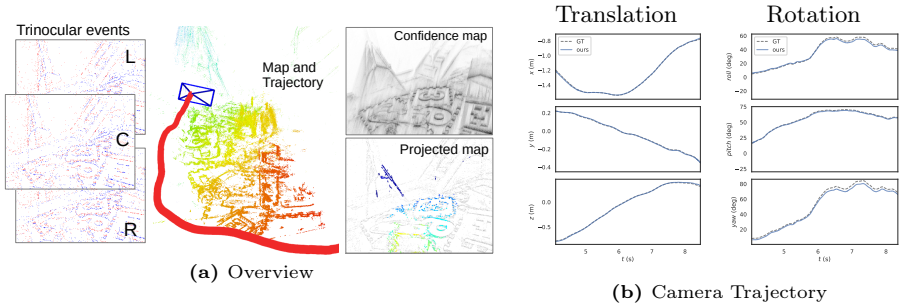 Trinocular events
L
C
R
Map and
Trajectory
Confidence map
Projected map
(a) Overview
Translation
Rotation
GT
ours
x (m)
−0.8
−1.0
−1.2
−1.4
y (m)
0.2
0.0
−0.2
−0.4
z (m)
0.0
−0.5
4
5
6
7
8
t (s)
GT
ours
roll (deg)
60
40
20
0
−20
pitch (deg)
75
50
25
0
yaw (deg)
80
60
40
20
4
5
6
7
8
t (s)
(b) Camera Trajectory